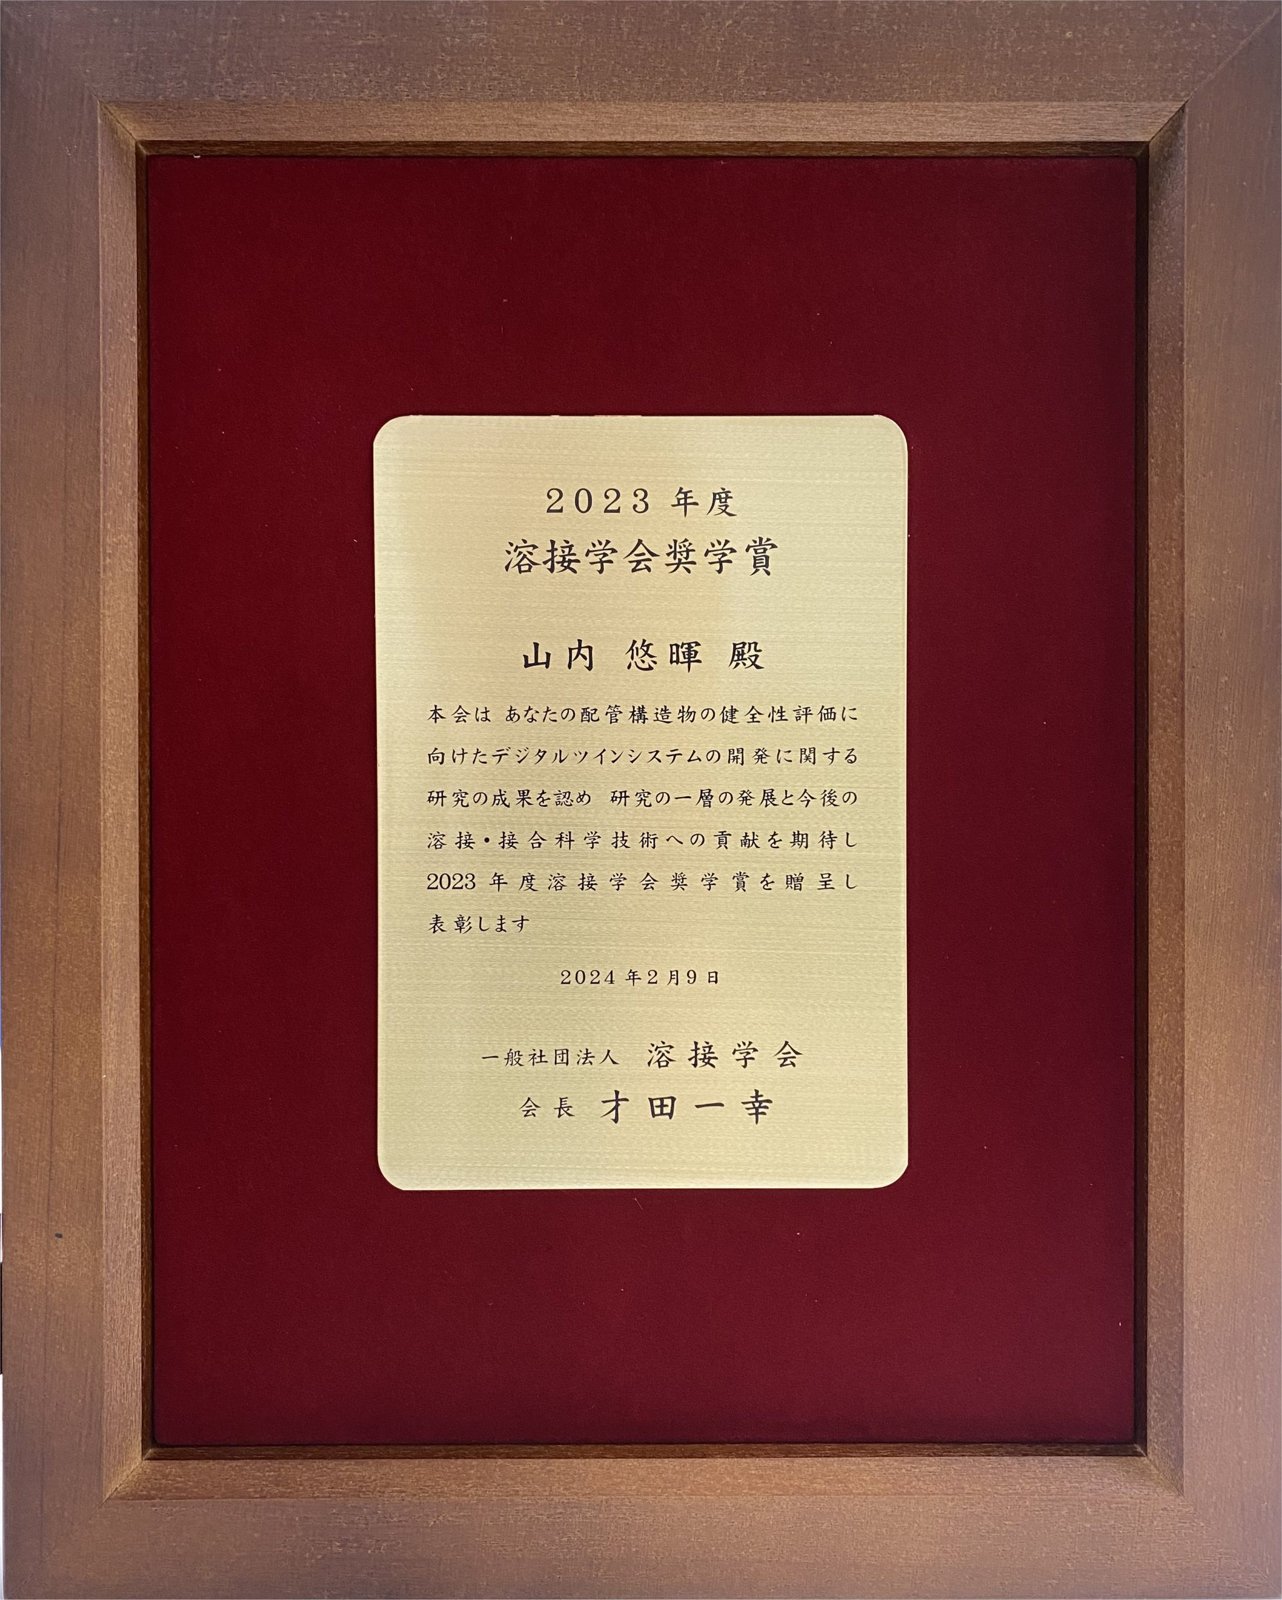 2023 年度
溶接学会奨学賞
山内 悠暉 殿
本会は あなたの配管構造物の健全性評価に
向けたデジタルツインシステムの開発に関する
研究の成果を認め 研究の一層の発展と今後の
溶接・接合科学技術への貢献を期待し
2023 年度溶接学会奨学賞を贈呈し
表彰します
2024 年2月9日
一般社団法人 溶接学会
会長 才田一幸